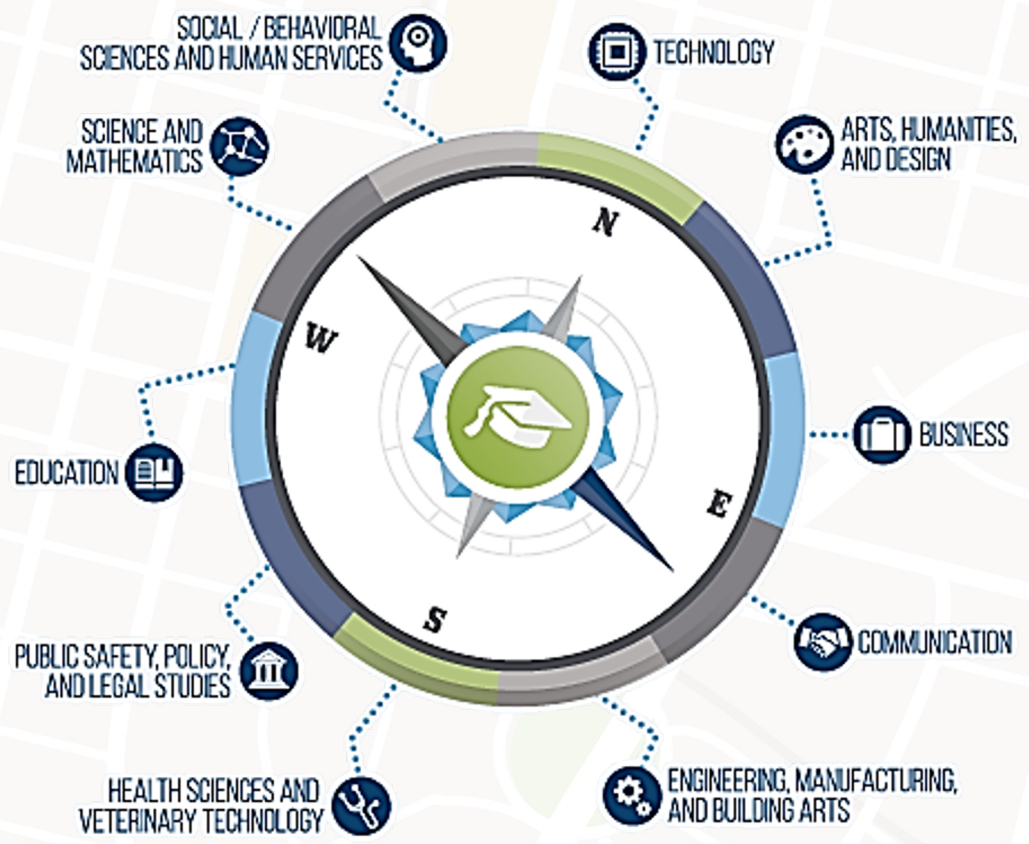 SOCIAL / BEHAVIORAL
SCIENCES AND HUMAN SERVICES
TECHNOLOGY
SCIENCE AND
MATHEMATICS
ARTS, HUMANITIES,
AND DESIGN
N
W
E
S
BUSINESS
EDUCATION
COMMUNICATION
PUBLIC SAFETY, POLICY,
AND LEGAL STUDIES
HEALTH SCIENCES AND
VETERINARY TECHNOLOGY
ENGINEERING, MANUFACTURING,
AND BUILDING ARTS